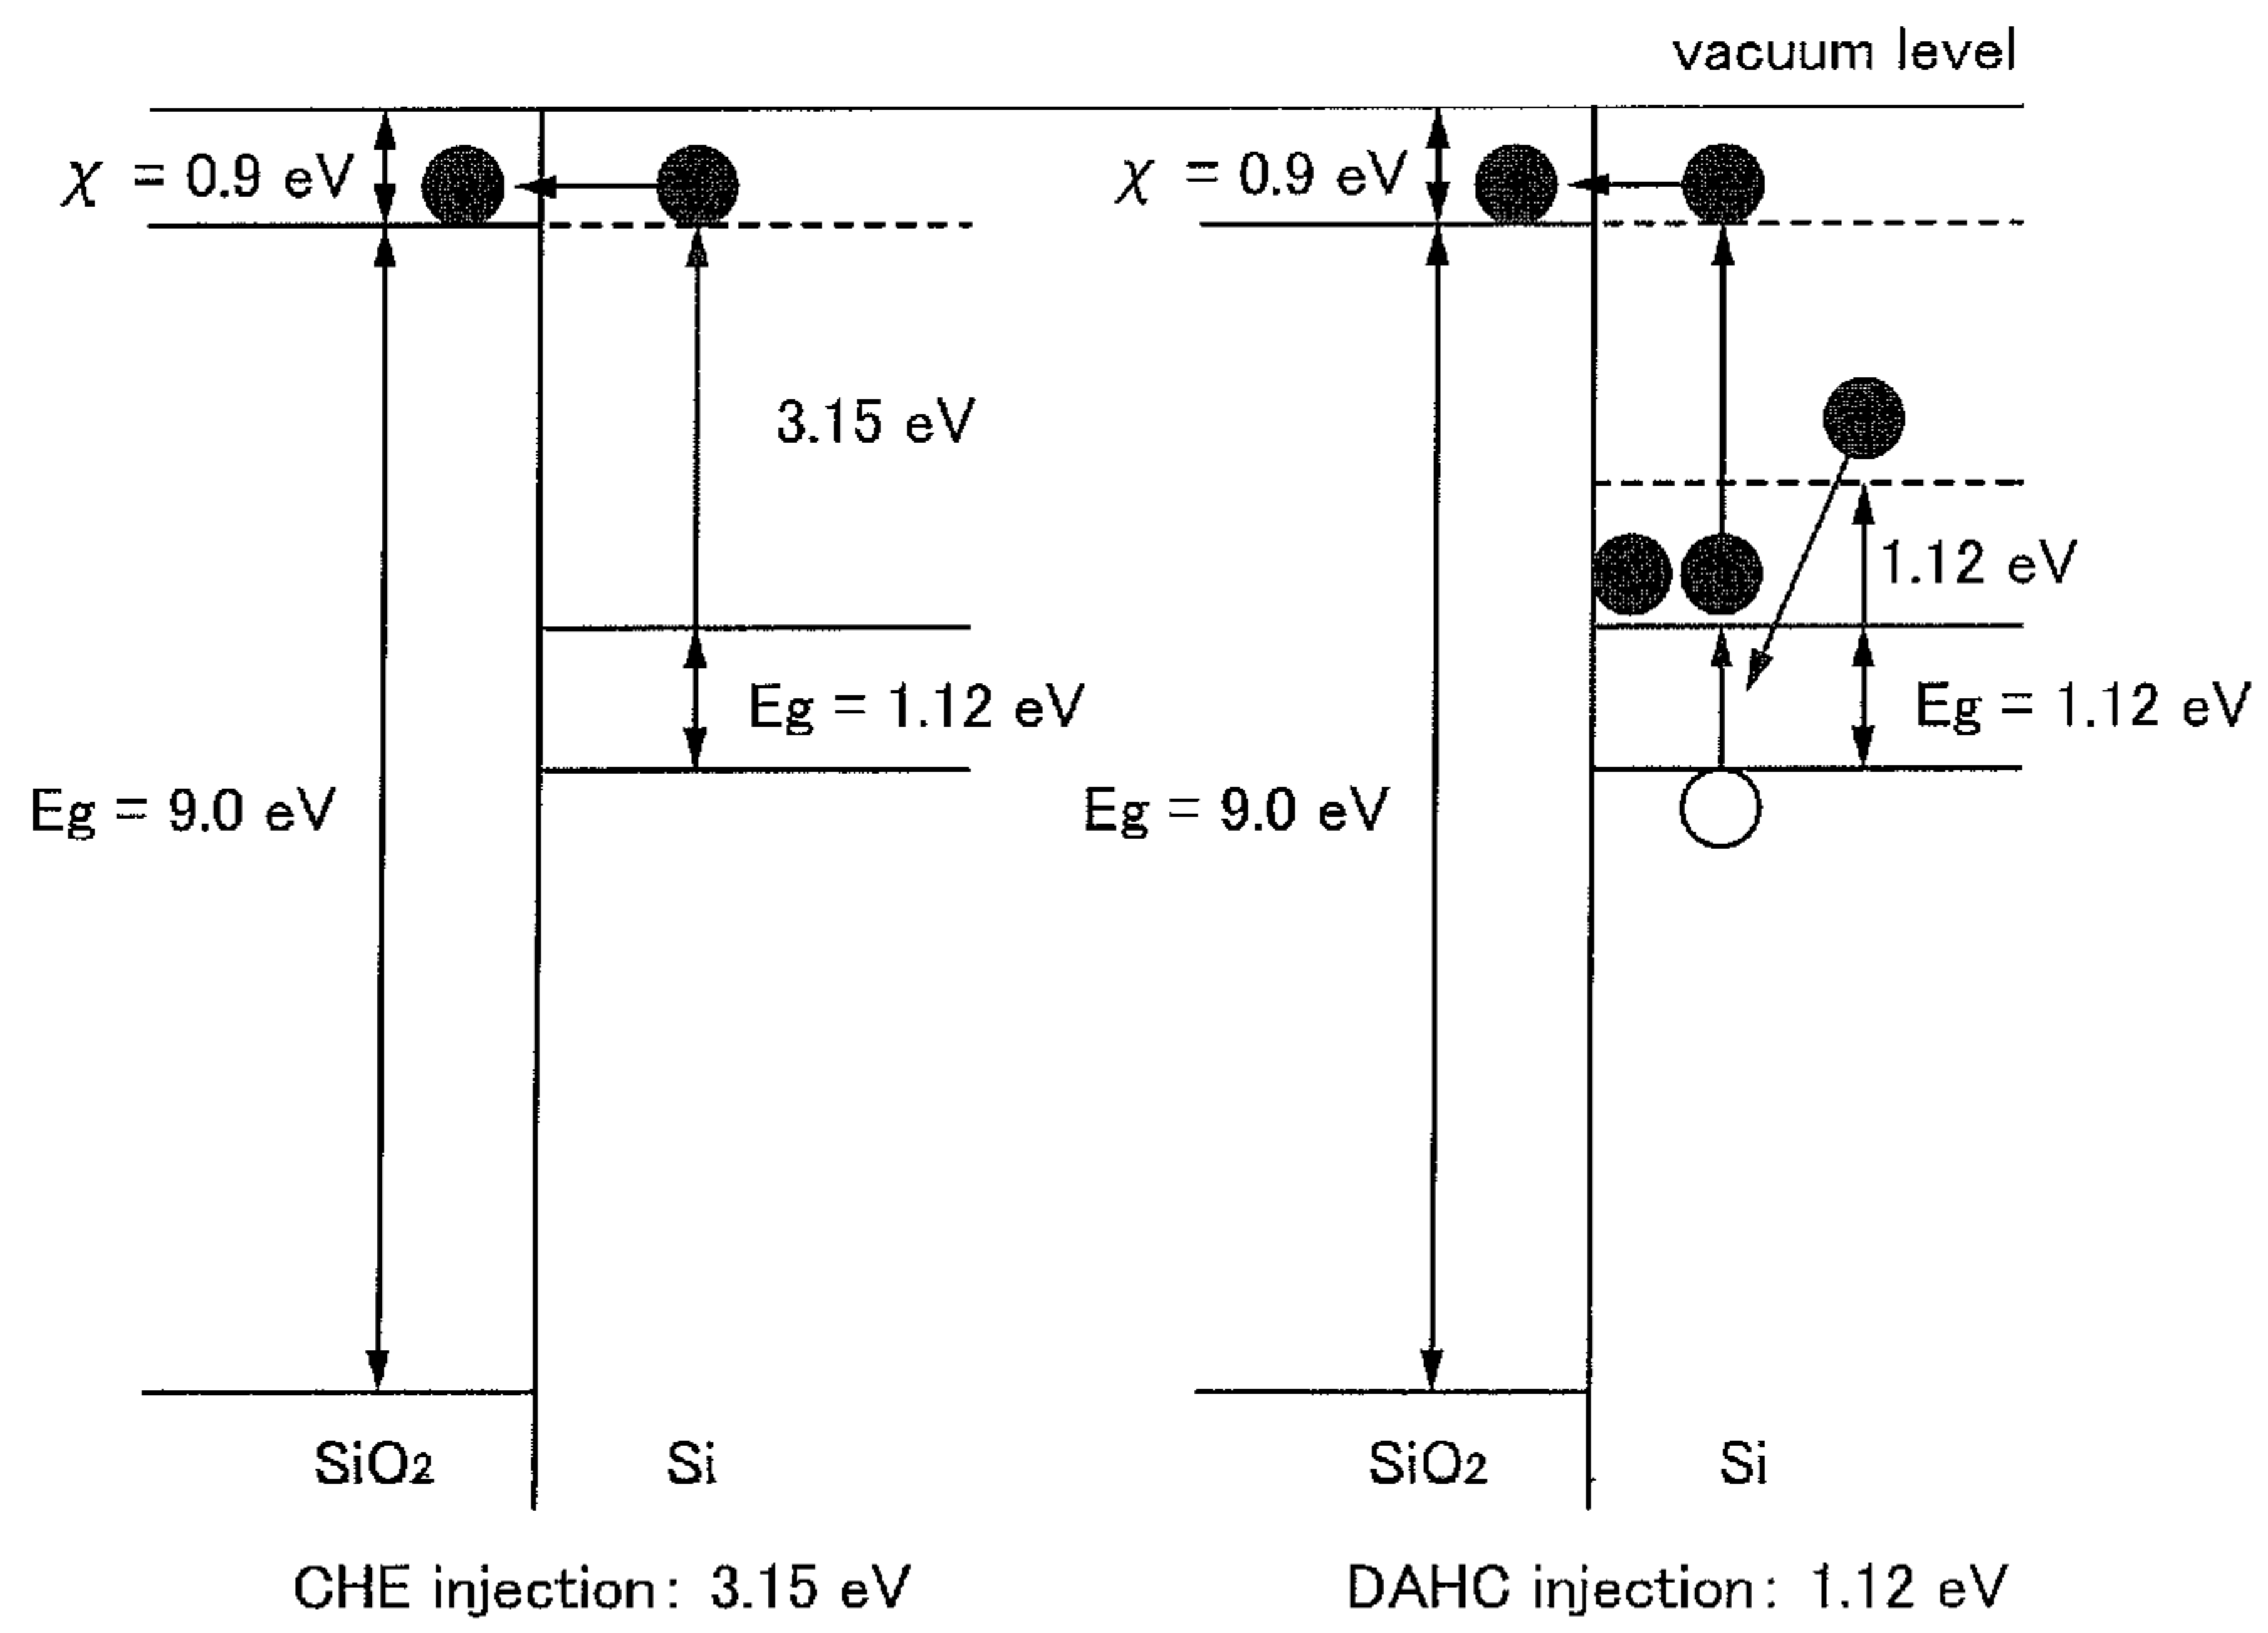 vacuum level
χ = 0.9 eV
χ = 0.9 eV
3.15 eV
1.12 eV
Eg = 1.12 eV
Eg = 1.12 eV
Eg = 9.0 eV
Eg = 9.0 eV
SiO2
Si
SiO2
Si
CHE injection: 3.15 eV
DAHC injection: 1.12 eV